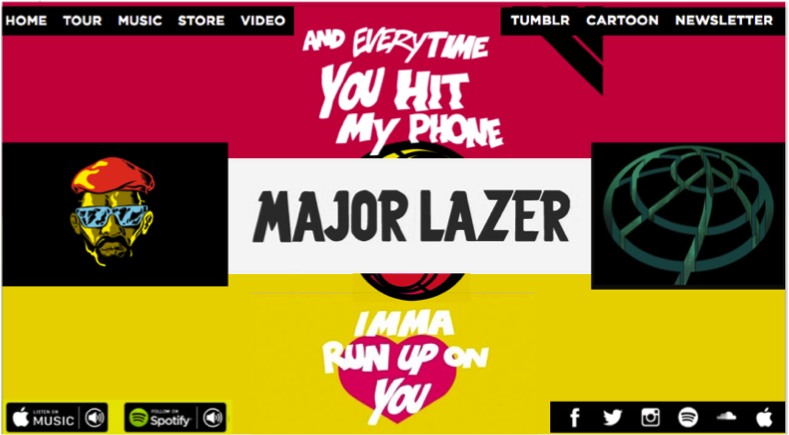 HOME TOUR MUSIC STORE VIDEO TUMBLR CARTOON NEWSLETTER
AND EVERYTIME
YOU HIT
MY PHONE
MAJOR LAZER
IMMA
RUN UP ON
YOU
LISTEN ON
MUSIC
FOLLOW ON
Spotify